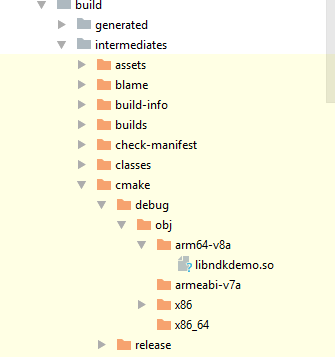 build
generated
intermediates
assets
blame
build-info
builds
check-manifest
classes
cmake
debug
obj
arm64-v8a
libndkdemo.so
armeabi-v7a
x86
x86_64
release